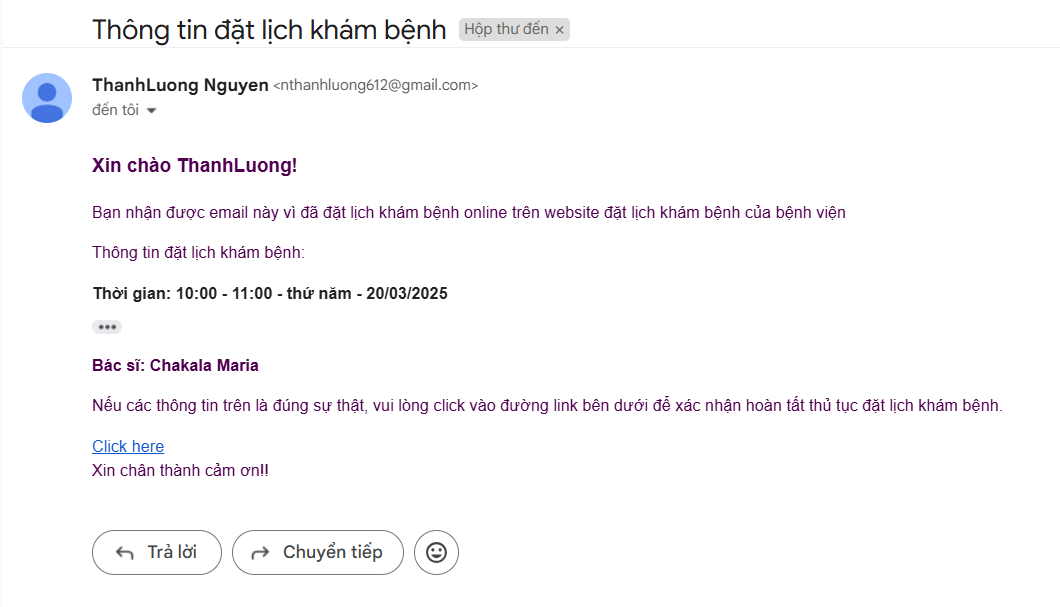 Thông tin đặt lịch khám bệnh Hộp thư đến ×
ThanhLuong Nguyen <nthanhluong612@gmail.com>
đến tôi
Xin chào ThanhLuong!
Bạn nhận được email này vì đã đặt lịch khám bệnh online trên website đặt lịch khám bệnh của bệnh viện
Thông tin đặt lịch khám bệnh:
Thời gian: 10:00 - 11:00 - thứ năm - 20/03/2025
Bác sĩ: Chakala Maria
Nếu các thông tin trên là đúng sự thật, vui lòng click vào đường link bên dưới để xác nhận hoàn tất thủ tục đặt lịch khám bệnh.
Click here
Xin chân thành cảm ơn!!
Trả lời Chuyển tiếp